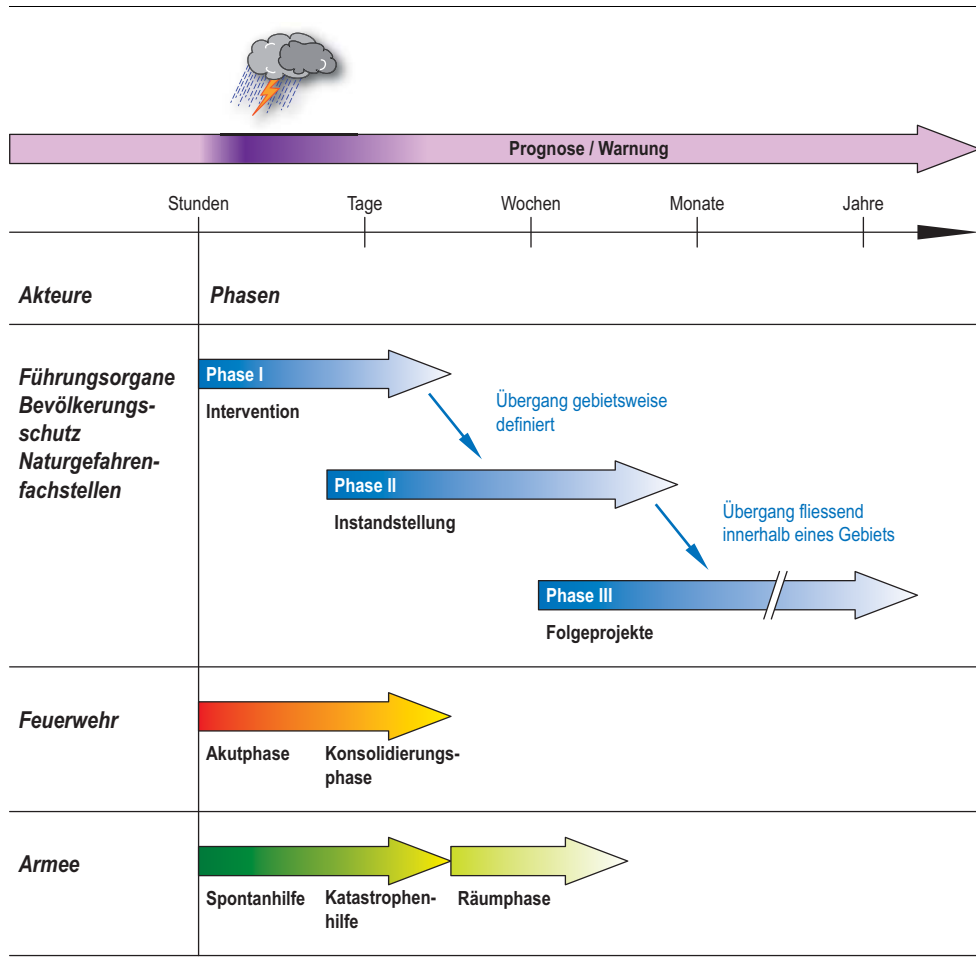 Prognose / Warnung
Stunden
Tage
Wochen
Monate
Jahre
Akteure
Phasen
Führungsorgane
Bevölkerungs-
schutz
Naturgefahren-
fachstellen
Phase I
Intervention
Übergang gebietsweise
definiert
Phase II
Instandstellung
Übergang fliessend
innerhalb eines Gebiets
Phase III
Folgeprojekte
Feuerwehr
Akutphase
Konsolidierungs-
phase
Armee
Spontanhilfe
Katastrophen-
hilfe
Räumphase